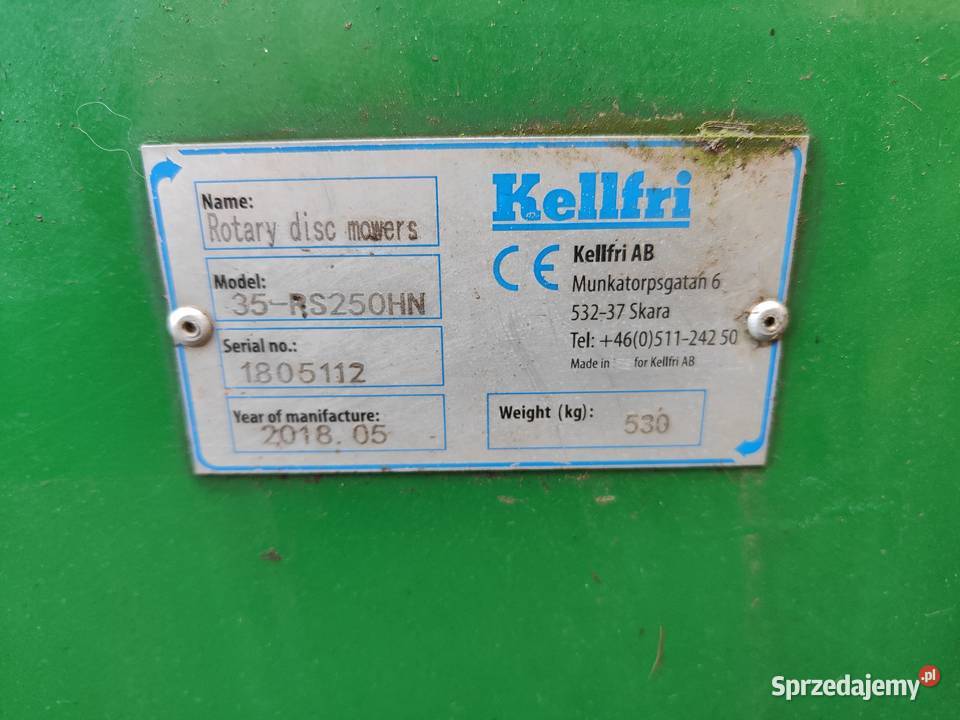 Name:
Rotary disc mowers
Model:
35-RS250HN
Serial no.:
1805112
Year of manifacture:
2018.05
Kellfri
CE
Kellfri AB
Munkatorpsgatan 6
532-37 Skara
Tel: +46(0)511-242 50
Made in for Kellfri AB
Weight (kg): 530
Sprzedajemy.pl